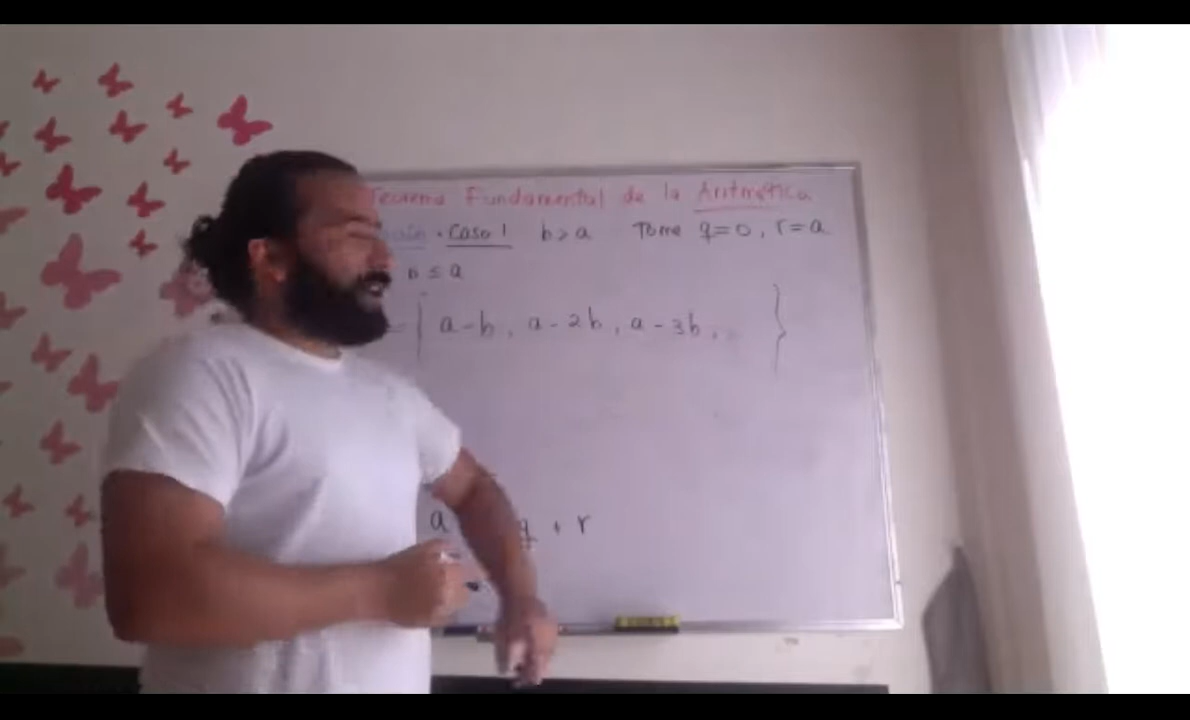 Teorema Fundamental de la Aritmética
· Caso 1 b > a Tome q=0, r=a
b ≤ a
= { a-b, a-2b, a-3b, }
a q + r